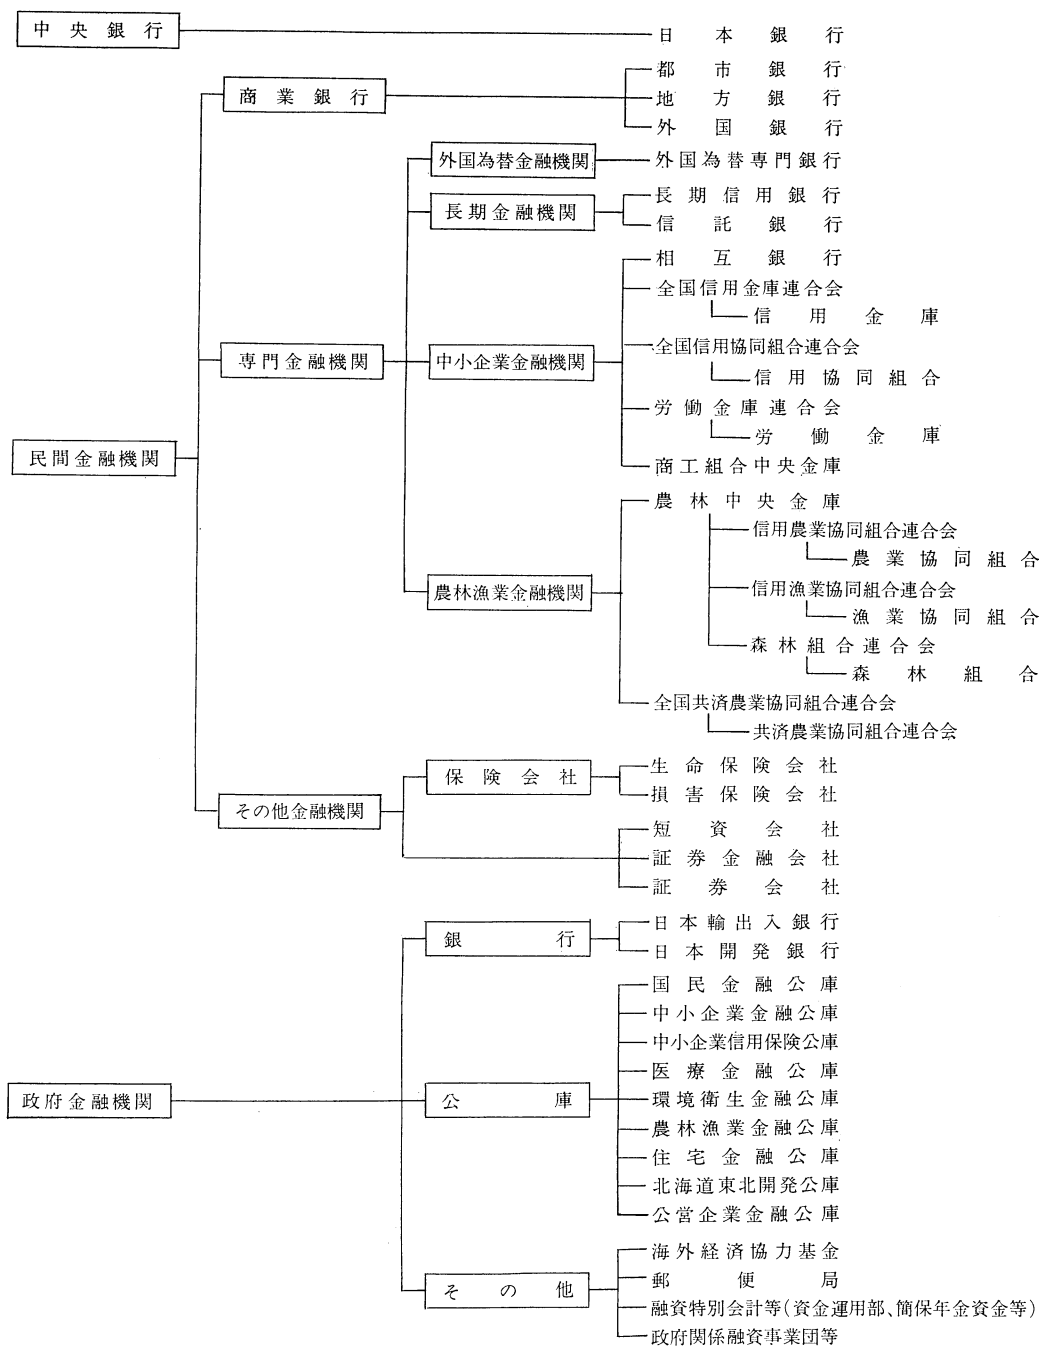 中央銀行
日本銀行
都市銀行
商業銀行
地方銀行
外国銀行
外国為替金融機関
外国為替専門銀行
長期信用銀行
長期金融機関
信託銀行
相互銀行
全国信用金庫連合会
信用金庫
全国信用協同組合連合会
専門金融機関
中小企業金融機関
信用協同組合
労働金庫連合会
労働金庫
民間金融機関
商工組合中央金庫
農林中央金庫
信用農業協同組合連合会
農業協同組合
農林漁業金融機関
信用漁業協同組合連合会
漁業協同組合
森林組合連合会
森林組合
全国共済農業協同組合連合会
共済農業協同組合連合会
生命保険会社
保険会社
損害保険会社
その他金融機関
短資会社
証券金融会社
証券会社
日本輸出入銀行
銀行
日本開発銀行
国民金融公庫
中小企業金融公庫
中小企業信用保険公庫
医療金融公庫
政府金融機関
公庫
環境衛生金融公庫
農林漁業金融公庫
住宅金融公庫
北海道東北開発公庫
公営企業金融公庫
海外経済協力基金
郵便局
その他
融資特別会計等(資金運用部、簡保年金資金等)
政府関係融資事業団等